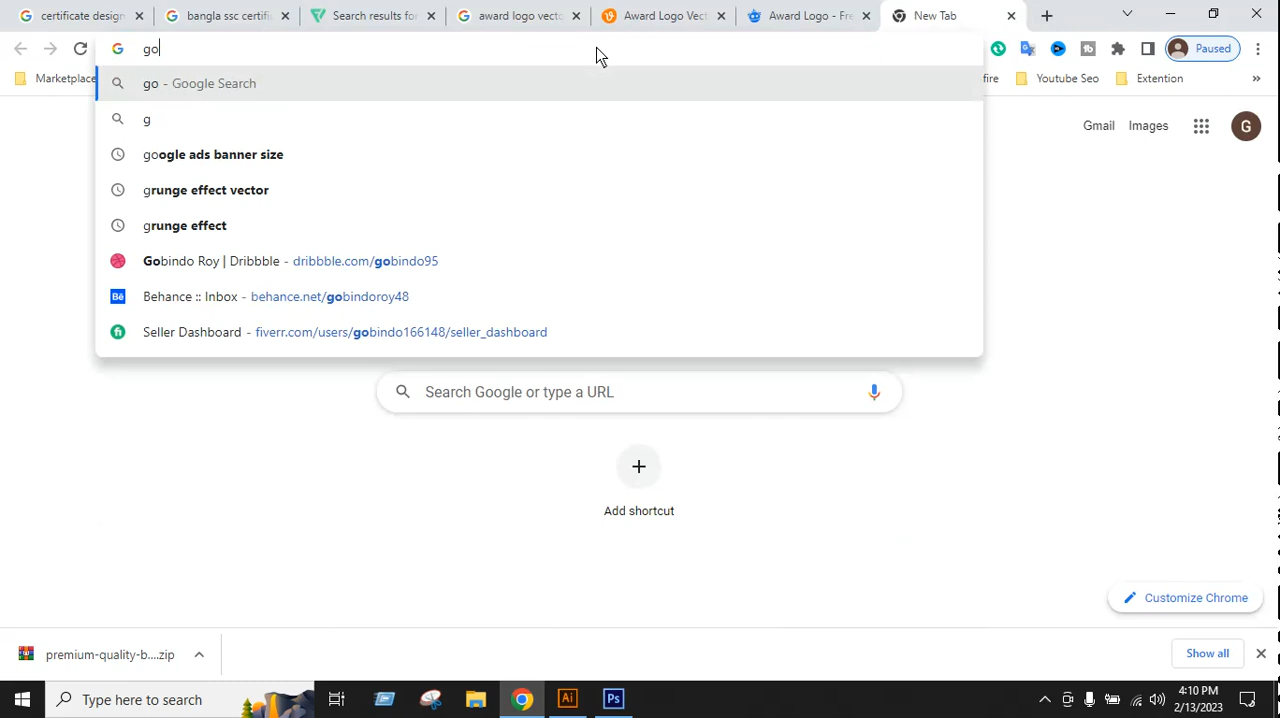 certificate design
bangla ssc certifi
Search results for
award logo vecto
Award Logo Vect
Award Logo - Fre
New Tab
go
Paused
Marketplace
fire
Youtube Seo
Extention
»
go - Google Search
g
google ads banner size
grunge effect vector
grunge effect
Gobindo Roy | Dribbble - dribbble.com/gobindo95
Behance :: Inbox - behance.net/gobindoroy48
Seller Dashboard - fiverr.com/users/gobindo166148/seller_dashboard
Gmail Images
G
Search Google or type a URL
Add shortcut
Customize Chrome
premium-quality-b....zip
Show all
Type here to search
Ai
Ps
4:10 PM
2/13/2023